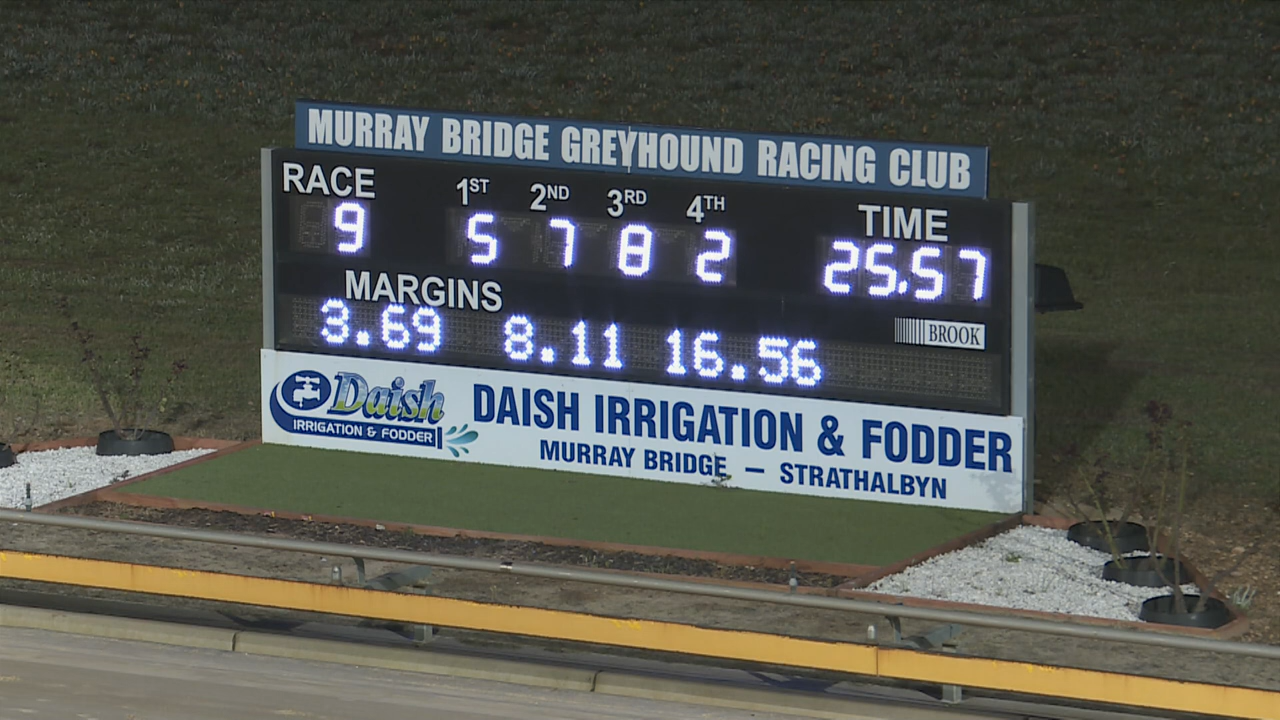 MURRAY BRIDGE GREYHOUND RACING CLUB
RACE 1ST 2ND 3RD 4TH TIME
9 5 7 8 2 25.57
MARGINS
3.69 8.11 16.56
BROOK
Daish
IRRIGATION & FODDER
DAISH IRRIGATION & FODDER
MURRAY BRIDGE — STRATHALBYN